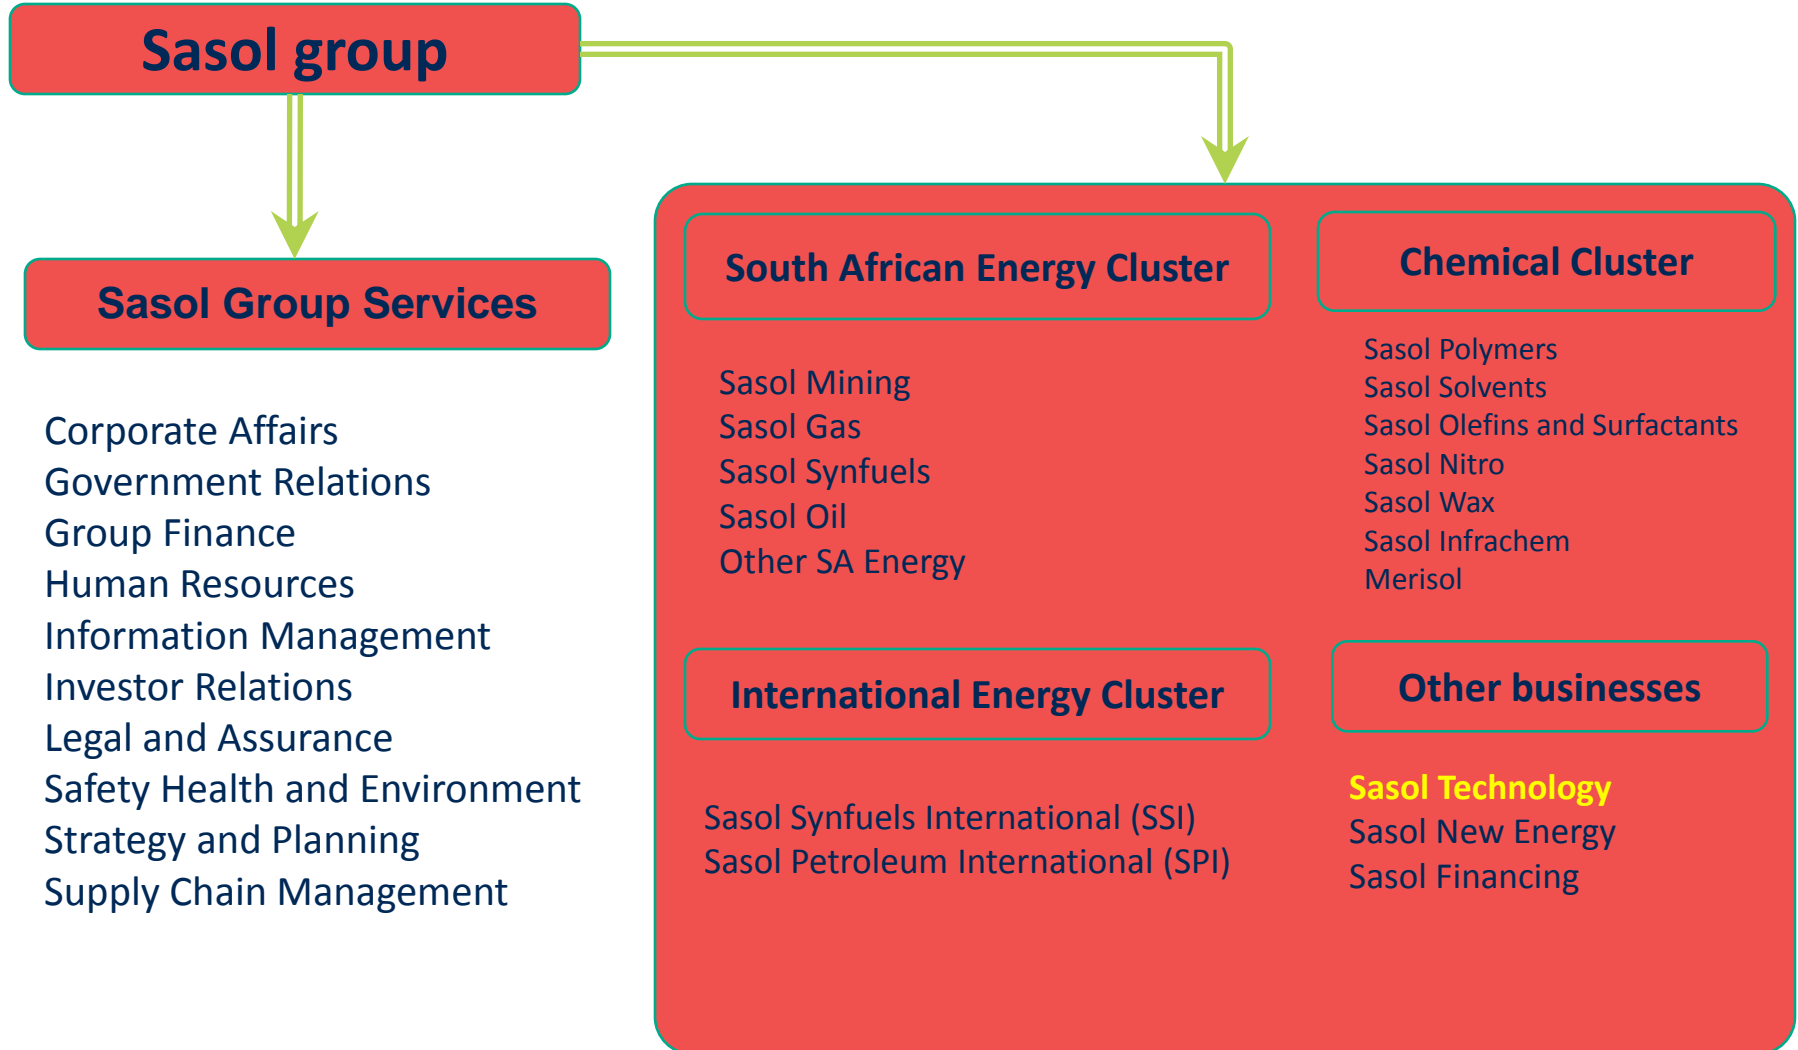 Sasol group
Sasol Group Services
Corporate Affairs
Government Relations
Group Finance
Human Resources
Information Management
Investor Relations
Legal and Assurance
Safety Health and Environment
Strategy and Planning
Supply Chain Management
South African Energy Cluster
Sasol Mining
Sasol Gas
Sasol Synfuels
Sasol Oil
Other SA Energy
Chemical Cluster
Sasol Polymers
Sasol Solvents
Sasol Olefins and Surfactants
Sasol Nitro
Sasol Wax
Sasol Infrachem
Merisol
International Energy Cluster
Sasol Synfuels International (SSI)
Sasol Petroleum International (SPI)
Other businesses
Sasol Technology
Sasol New Energy
Sasol Financing